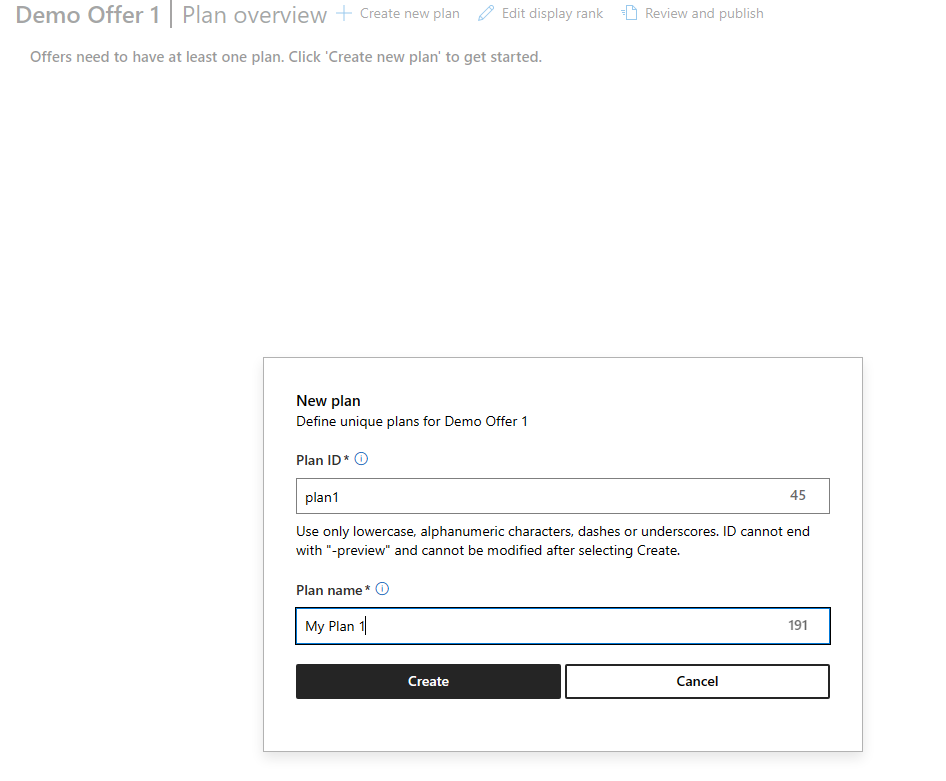 Demo Offer 1 | Plan overview + Create new plan Edit display rank Review and publish
Offers need to have at least one plan. Click 'Create new plan' to get started.
New plan
Define unique plans for Demo Offer 1
Plan ID *
plan1 45
Use only lowercase, alphanumeric characters, dashes or underscores. ID cannot end
with "-preview" and cannot be modified after selecting Create.
Plan name *
My Plan 1 191
Create Cancel